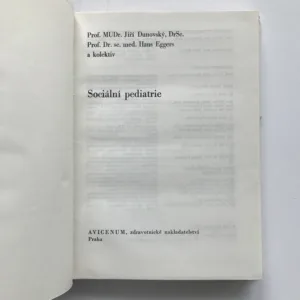 Prof. MUDr. Jiří Dunovský, DrSc.
Prof. Dr. sc. med. Hans Eggers
a kolektiv
Sociální pediatrie
AVICENUM, zdravotnické nakladatelství
Praha